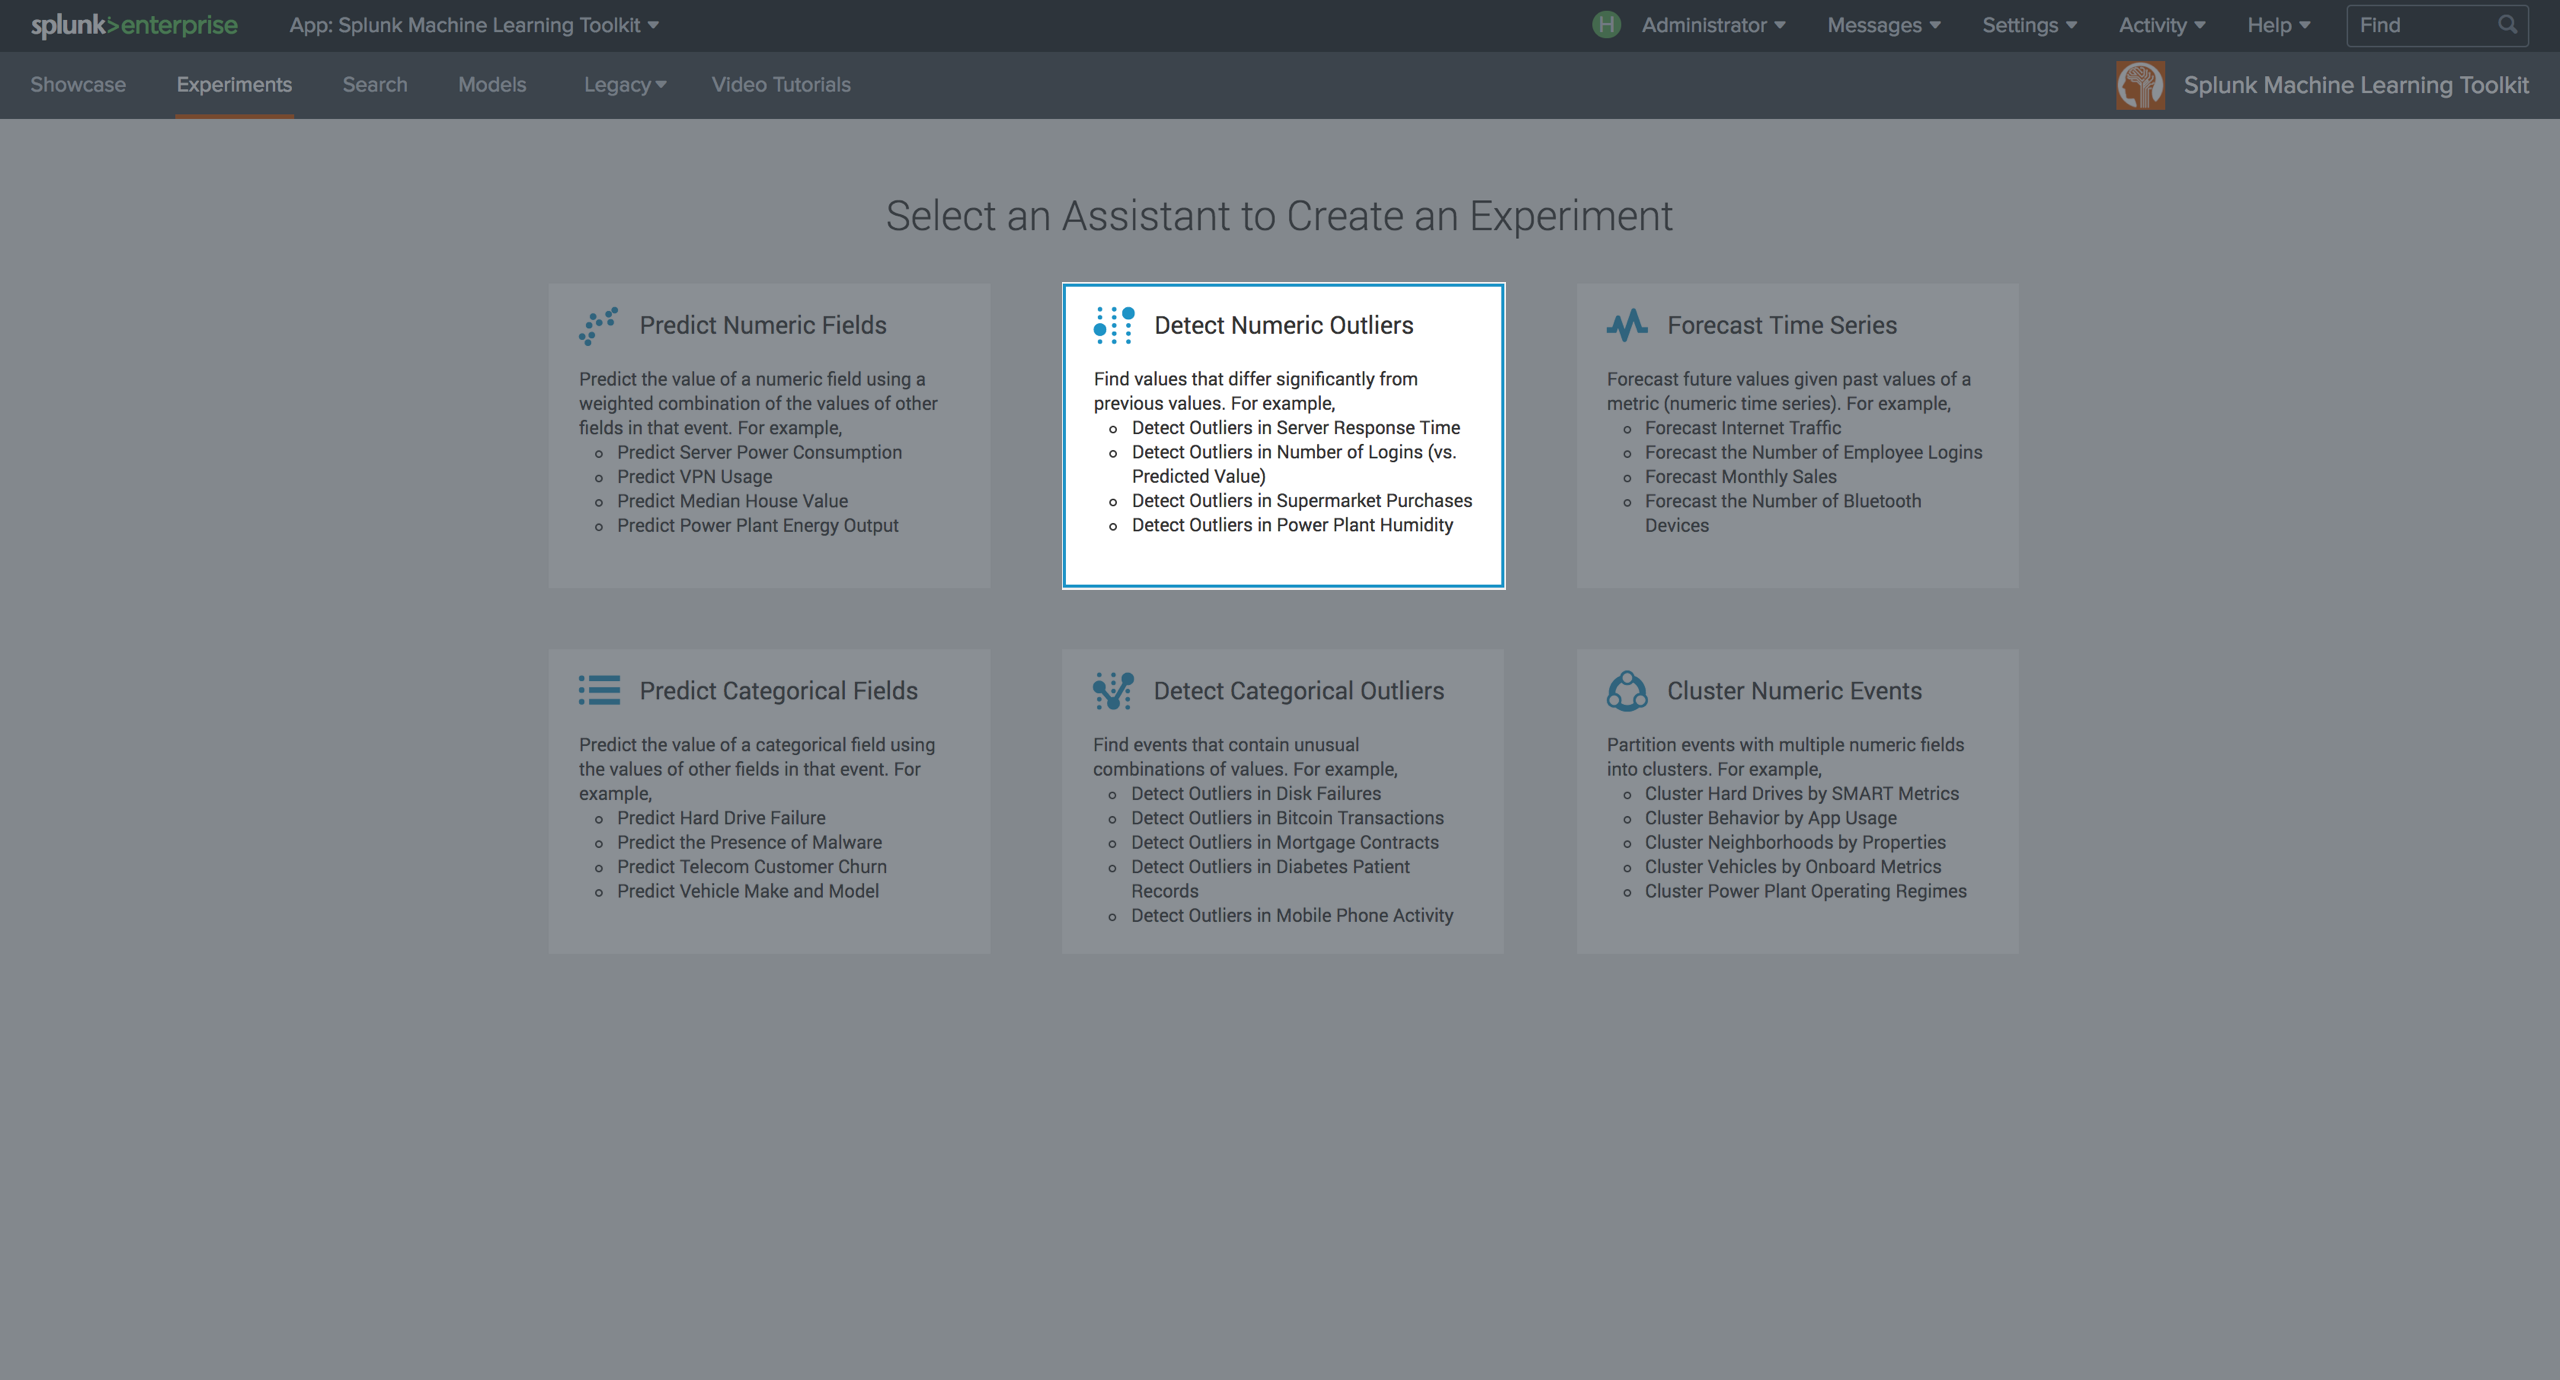 splunk>enterprise App: Splunk Machine Learning Toolkit H Administrator Messages Settings Activity Help Find
Showcase Experiments Search Models Legacy Video Tutorials Splunk Machine Learning Toolkit
Select an Assistant to Create an Experiment
Predict Numeric Fields
Predict the value of a numeric field using a
weighted combination of the values of other
fields in that event. For example,
Predict Server Power Consumption
Predict VPN Usage
Predict Median House Value
Predict Power Plant Energy Output
Detect Numeric Outliers
Find values that differ significantly from
previous values. For example,
Detect Outliers in Server Response Time
Detect Outliers in Number of Logins (vs.
Predicted Value)
Detect Outliers in Supermarket Purchases
Detect Outliers in Power Plant Humidity
Forecast Time Series
Forecast future values given past values of a
metric (numeric time series). For example,
Forecast Internet Traffic
Forecast the Number of Employee Logins
Forecast Monthly Sales
Forecast the Number of Bluetooth
Devices
Predict Categorical Fields
Predict the value of a categorical field using
the values of other fields in that event. For
example,
Predict Hard Drive Failure
Predict the Presence of Malware
Predict Telecom Customer Churn
Predict Vehicle Make and Model
Detect Categorical Outliers
Find events that contain unusual
combinations of values. For example,
Detect Outliers in Disk Failures
Detect Outliers in Bitcoin Transactions
Detect Outliers in Mortgage Contracts
Detect Outliers in Diabetes Patient
Records
Detect Outliers in Mobile Phone Activity
Cluster Numeric Events
Partition events with multiple numeric fields
into clusters. For example,
Cluster Hard Drives by SMART Metrics
Cluster Behavior by App Usage
Cluster Neighborhoods by Properties
Cluster Vehicles by Onboard Metrics
Cluster Power Plant Operating Regimes